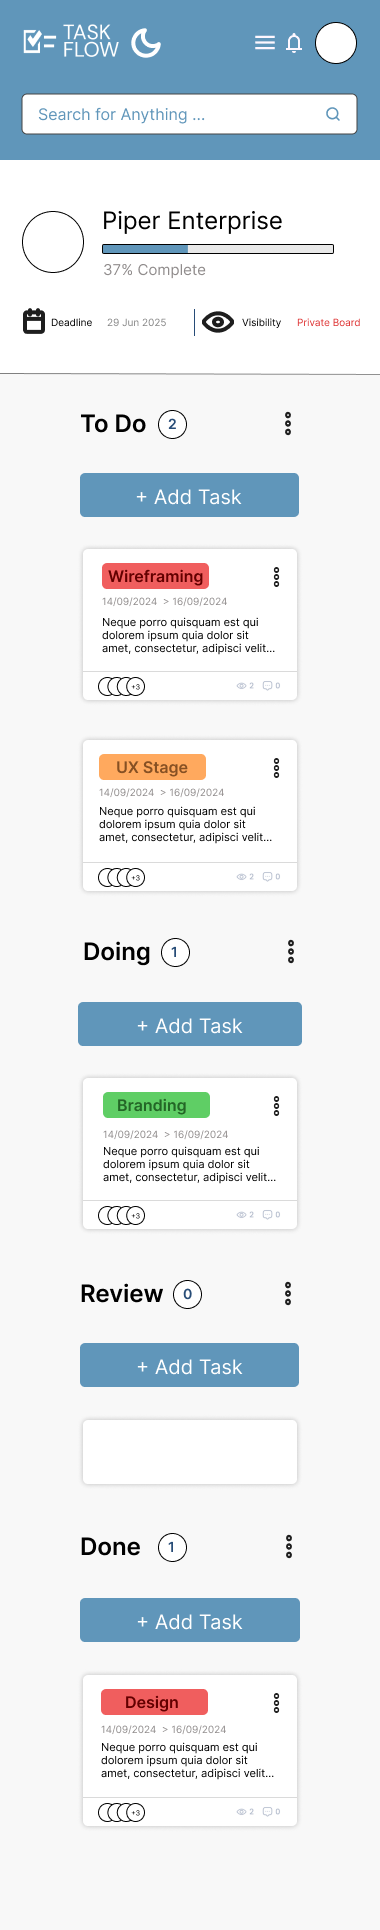 TASK
FLOW
Search for Anything ...
Piper Enterprise
37% Complete
Deadline 29 Jun 2025 Visibility Private Board
To Do 2
+ Add Task
Wireframing
14/09/2024 > 16/09/2024
Neque porro quisquam est qui
dolorem ipsum quia dolor sit
amet, consectetur, adipisci velit...
+3 2 0
UX Stage
14/09/2024 > 16/09/2024
Neque porro quisquam est qui
dolorem ipsum quia dolor sit
amet, consectetur, adipisci velit...
+3 2 0
Doing 1
+ Add Task
Branding
14/09/2024 > 16/09/2024
Neque porro quisquam est qui
dolorem ipsum quia dolor sit
amet, consectetur, adipisci velit...
+3 2 0
Review 0
+ Add Task
Done 1
+ Add Task
Design
14/09/2024 > 16/09/2024
Neque porro quisquam est qui
dolorem ipsum quia dolor sit
amet, consectetur, adipisci velit...
+3 2 0